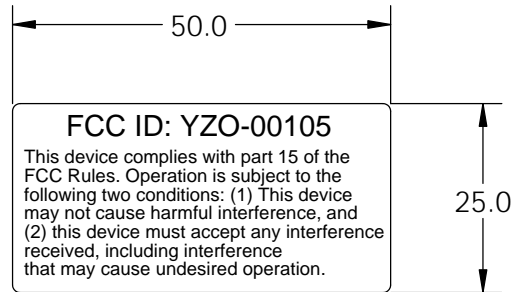 50.0
FCC ID: YZO-00105
This device complies with part 15 of the
FCC Rules. Operation is subject to the
following two conditions: (1) This device
may not cause harmful interference, and
(2) this device must accept any interference
received, including interference
that may cause undesired operation.
25.0